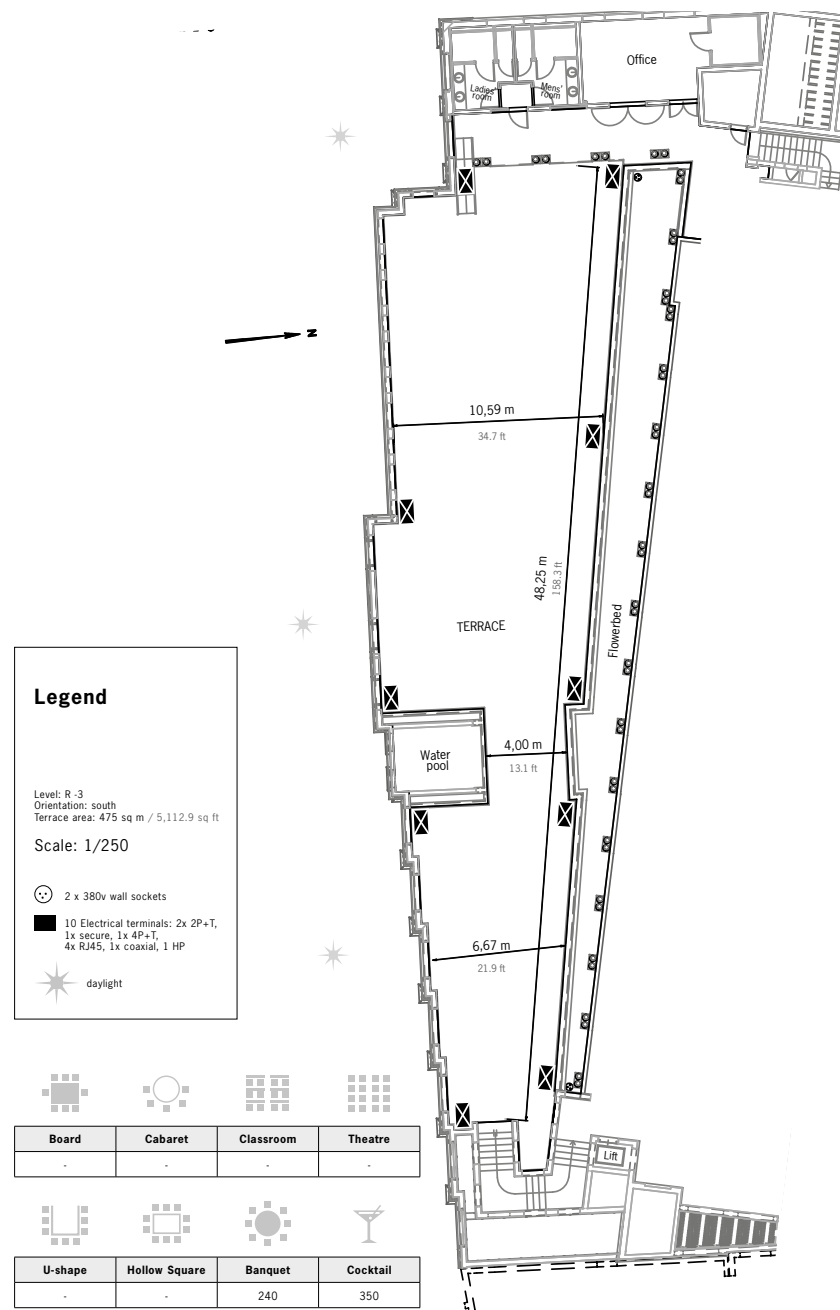 Office
Ladies'
room
Mens'
room
N
10,59 m
34.7 ft
48,25 m
158.3 ft
TERRACE
Flowerbed
Water
pool
4,00 m
13.1 ft
6,67 m
21.9 ft
Lift
Legend
Level: R -3
Orientation: south
Terrace area: 475 sq m / 5,112.9 sq ft
Scale: 1/250
2 x 380v wall sockets
10 Electrical terminals: 2x 2P+T,
1x secure, 1x 4P+T,
4x RJ45, 1x coaxial, 1 HP
daylight
Board Cabaret Classroom Theatre
- - - -
U-shape Hollow Square Banquet Cocktail
- - 240 350